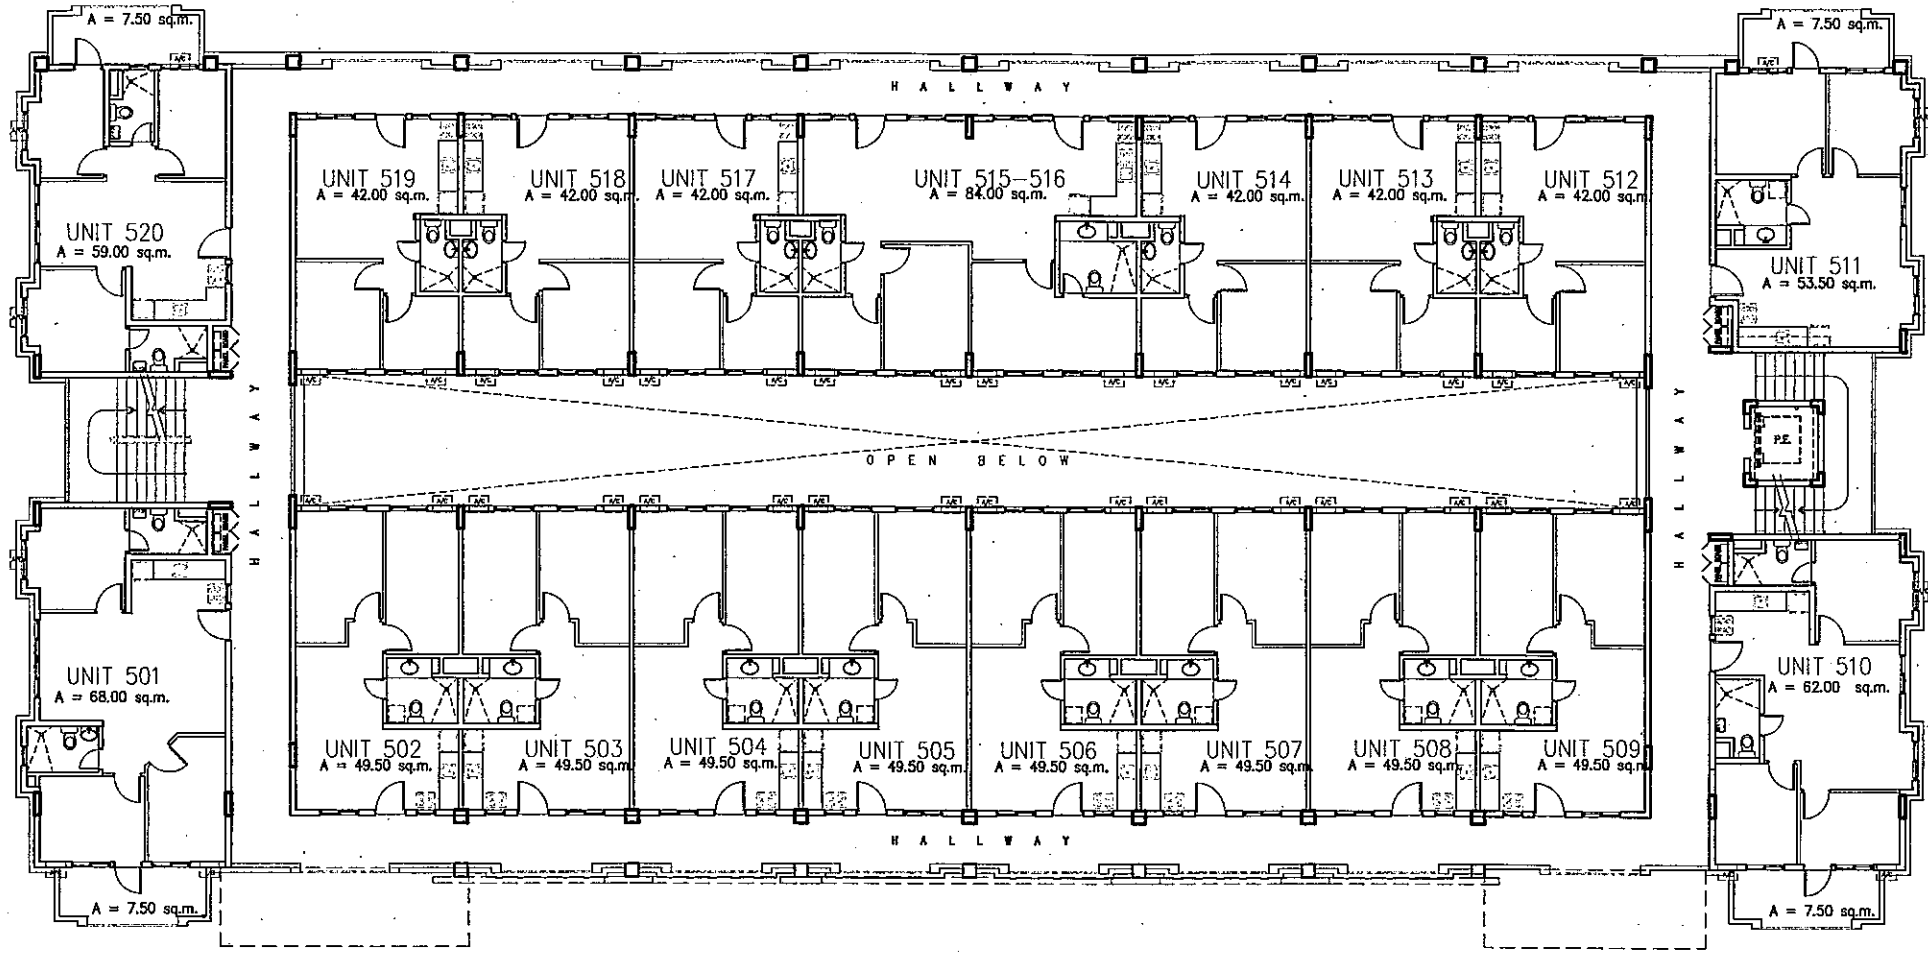 A = 7.50 sq.m.
A = 7.50 sq.m.
A/C
A/C
H A L L W A Y
UNIT 519
A = 42.00 sq.m.
UNIT 518
A = 42.00 sq.m.
UNIT 517
A = 42.00 sq.m.
UNIT 515-516
A = 84.00 sq.m.
UNIT 514
A = 42.00 sq.m.
UNIT 513
A = 42.00 sq.m.
UNIT 512
A = 42.00 sq.m.
UNIT 520
A = 59.00 sq.m.
UNIT 511
A = 53.50 sq.m.
A/C A/C A/C A/C A/C A/C A/C A/C A/C A/C A/C A/C A/C A/C
H A L L W A Y
OPEN BELOW
H A L L W A Y
P.E.
A/C A/C A/C A/C A/C A/C A/C A/C A/C A/C A/C A/C A/C A/C A/C A/C
UNIT 501
A = 68.00 sq.m.
UNIT 510
A = 62.00 sq.m.
UNIT 502
A = 49.50 sq.m.
UNIT 503
A = 49.50 sq.m.
UNIT 504
A = 49.50 sq.m.
UNIT 505
A = 49.50 sq.m.
UNIT 506
A = 49.50 sq.m.
UNIT 507
A = 49.50 sq.m.
UNIT 508
A = 49.50 sq.m.
UNIT 509
A = 49.50 sq.m
H A L L W A Y
A = 7.50 sq.m.
A = 7.50 sq.m.